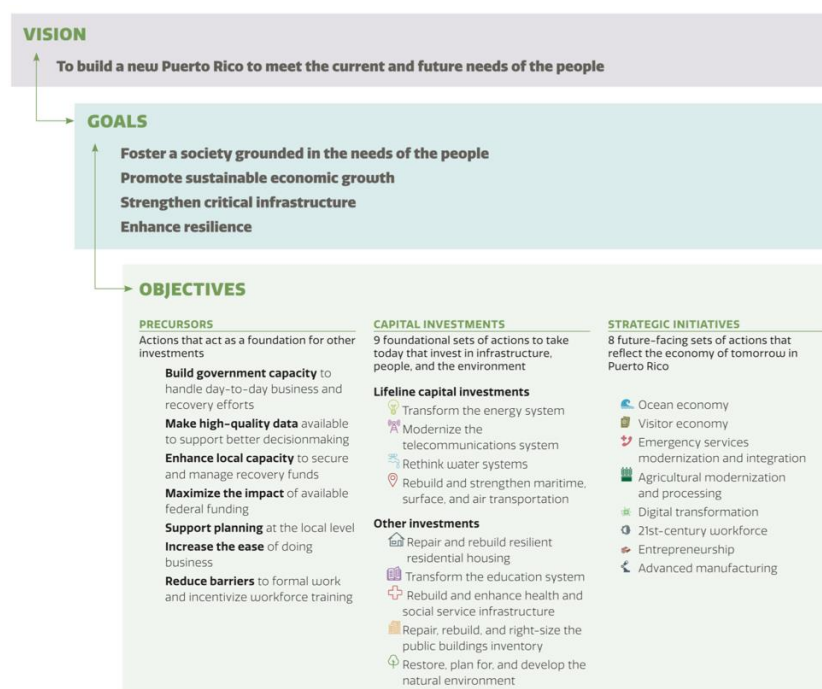 VISION
To build a new Puerto Rico to meet the current and future needs of the people
GOALS
Foster a society grounded in the needs of the people
Promote sustainable economic growth
Strengthen critical infrastructure
Enhance resilience
OBJECTIVES
PRECURSORS
Actions that act as a foundation for other
investments
Build government capacity to
handle day-to-day business and
recovery efforts
Make high-quality data available
to support better decisionmaking
Enhance local capacity to secure
and manage recovery funds
Maximize the impact of available
federal funding
Support planning at the local level
Increase the ease of doing
business
Reduce barriers to formal work
and incentivize workforce training
CAPITAL INVESTMENTS
9 foundational sets of actions to take
today that invest in infrastructure,
people, and the environment
Lifeline capital investments
Transform the energy system
Modernize the
telecommunications system
Rethink water systems
Rebuild and strengthen maritime,
surface, and air transportation
Other investments
Repair and rebuild resilient
residential housing
Transform the education system
Rebuild and enhance health and
social service infrastructure
Repair, rebuild, and right-size the
public buildings inventory
Restore, plan for, and develop the
natural environment
STRATEGIC INITIATIVES
8 future-facing sets of actions that
reflect the economy of tomorrow in
Puerto Rico
Ocean economy
Visitor economy
Emergency services
modernization and integration
Agricultural modernization
and processing
Digital transformation
21st-century workforce
Entrepreneurship
Advanced manufacturing